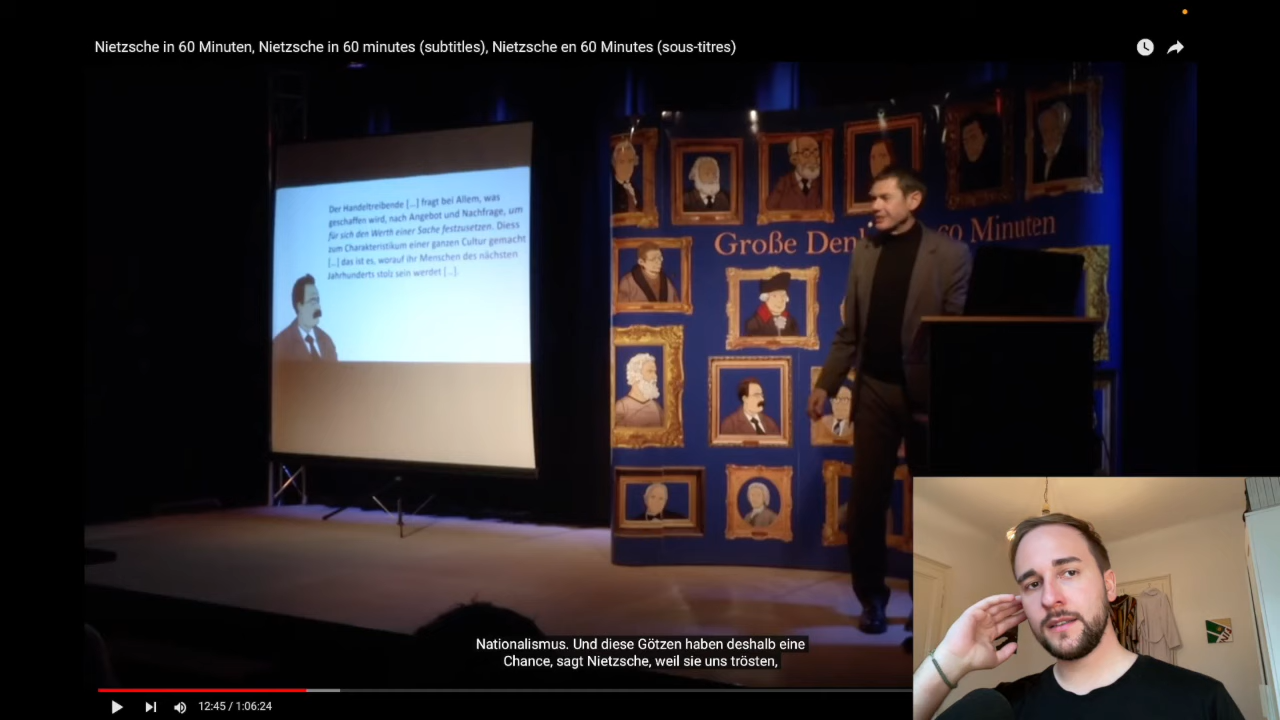 Nietzsche in 60 Minuten, Nietzsche in 60 minutes (subtitles), Nietzsche en 60 Minutes (sous-titres)
Der Handeltreibende [...] fragt bei Allem, was
geschaffen wird, nach Angebot und Nachfrage, um
für sich den Werth einer Sache festzusetzen. Diess
zum Charakteristikum einer ganzen Cultur gemacht
[...] das ist es, worauf ihr Menschen des nächsten
Jahrhunderts stolz sein werdet [...].
Große Den
60 Minuten
Nationalismus. Und diese Götzen haben deshalb eine
Chance, sagt Nietzsche, weil sie uns trösten,
12:45 / 1:06:24